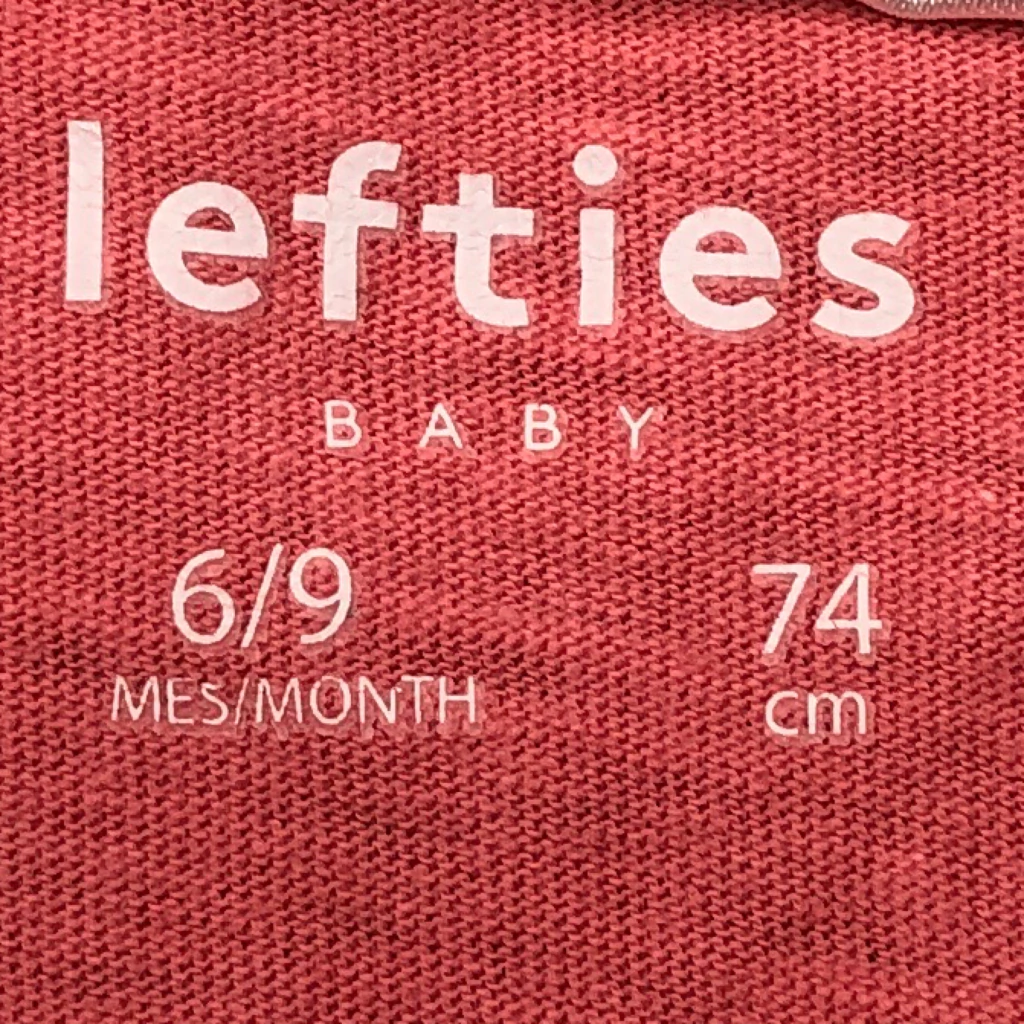 lefties
BABY
6/9 74
MES/MONTH cm